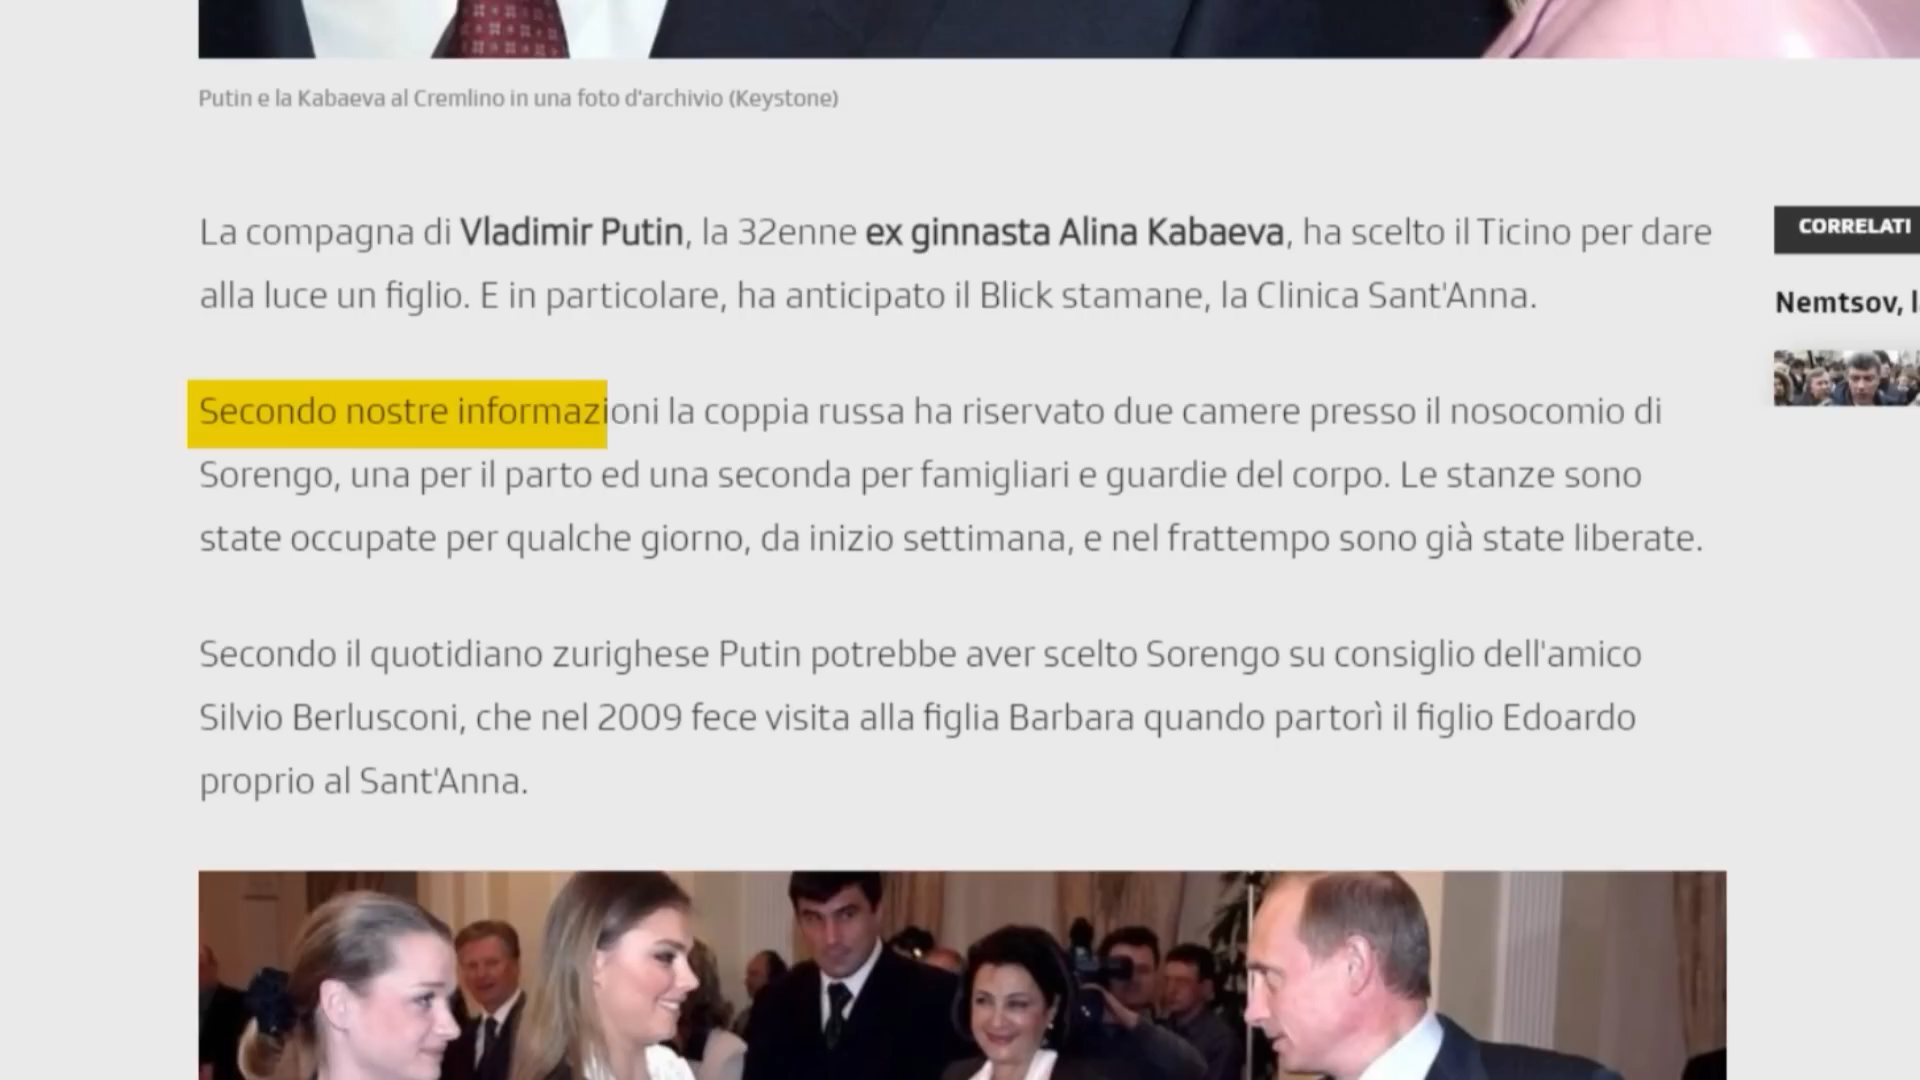 Putin e la Kabaeva al Cremlino in una foto d'archivio (Keystone)
La compagna di Vladimir Putin, la 32enne ex ginnasta Alina Kabaeva, ha scelto il Ticino per dare
alla luce un figlio. E in particolare, ha anticipato il Blick stamane, la Clinica Sant'Anna.
Secondo nostre informazioni la coppia russa ha riservato due camere presso il nosocomio di
Sorengo, una per il parto ed una seconda per famigliari e guardie del corpo. Le stanze sono
state occupate per qualche giorno, da inizio settimana, e nel frattempo sono già state liberate.
Secondo il quotidiano zurighese Putin potrebbe aver scelto Sorengo su consiglio dell'amico
Silvio Berlusconi, che nel 2009 fece visita alla figlia Barbara quando partorì il figlio Edoardo
proprio al Sant'Anna.
CORRELATI
Nemtsov,